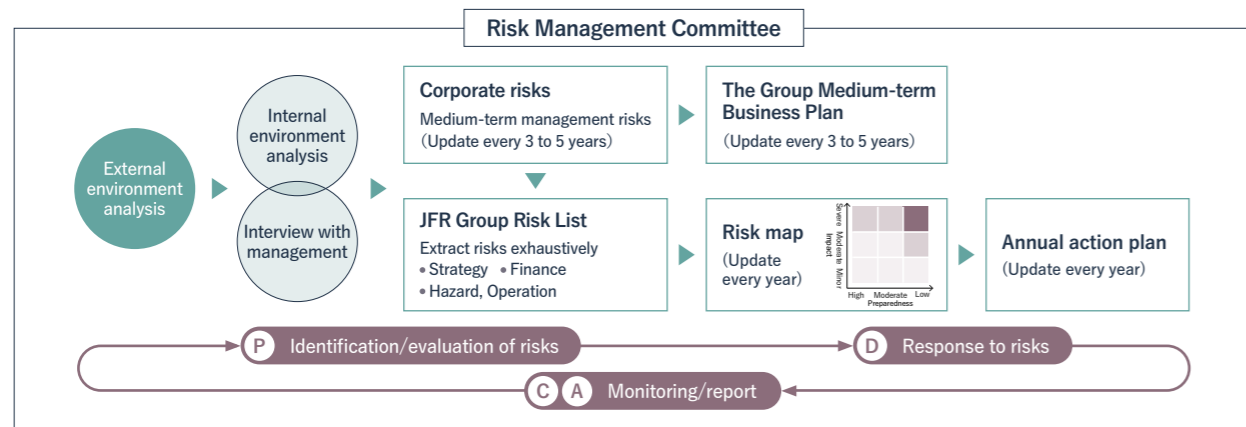 Risk Management Committee
External
environment
analysis
Internal
environment
analysis
Interview with
management
Corporate risks
Medium-term management risks
(Update every 3 to 5 years)
The Group Medium-term
Business Plan
(Update every 3 to 5 years)
JFR Group Risk List
Extract risks exhaustively
• Strategy • Finance
• Hazard, Operation
Risk map
(Update
every year)
Severe
Moderate
Minor
Impact
High Moderate Low
Preparedness
Annual action plan
(Update every year)
P Identification/evaluation of risks
D Response to risks
C A Monitoring/report